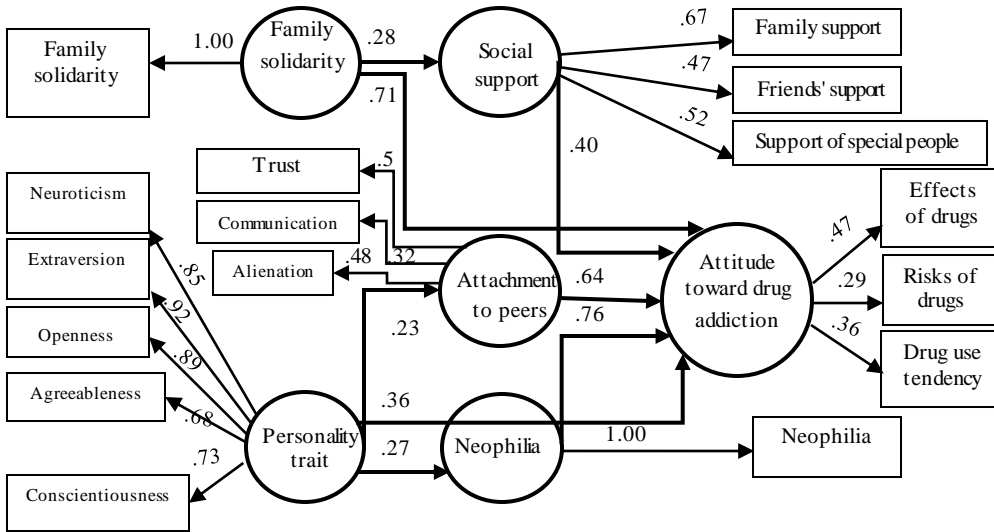 Family
solidarity
1.00
Family
solidarity
.28
.71
Social
support
.67
.47
.52
Family support
Friends' support
Support of special people
.40
Trust
.5
Communication
.48
.32
Alienation
Neuroticism
Extraversion
Openness
Agreeableness
Conscientiousness
.85
.92
.89
.68
.73
Attachment
to peers
.23
.64
.76
Attitude
toward drug
addiction
.47
.29
.36
Effects
of drugs
Risks of
drugs
Drug use
tendency
Personality
trait
.36
.27
Neophilia
1.00
Neophilia